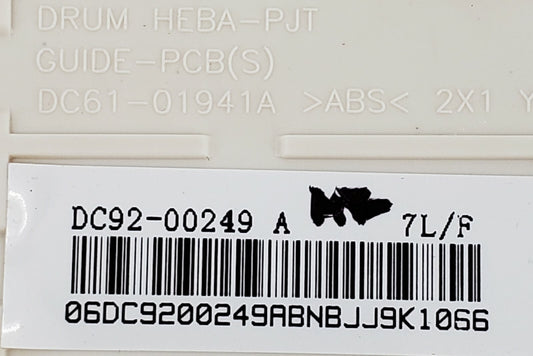 DRUM HEBA-PJT
GUIDE-PCB(S)
DC61-01941A >ABS< 2X1 Y
DC92-00249 A 7L/F
06DC9200249ABNBJJ9K1066